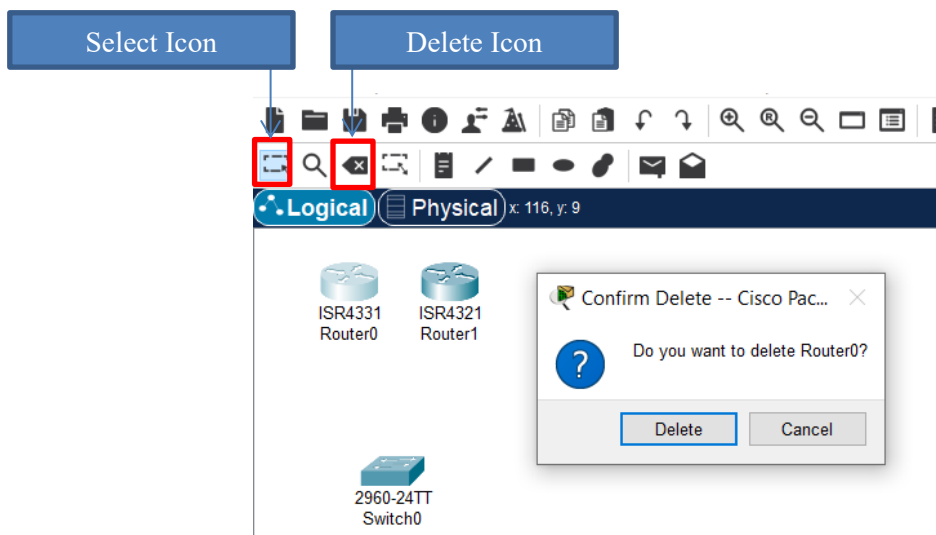 Select Icon
Delete Icon
Logical
Physical
x: 116, y: 9
ISR4331
Router0
ISR4321
Router1
Confirm Delete -- Cisco Pac...
Do you want to delete Router0?
Delete
Cancel
2960-24TT
Switch0